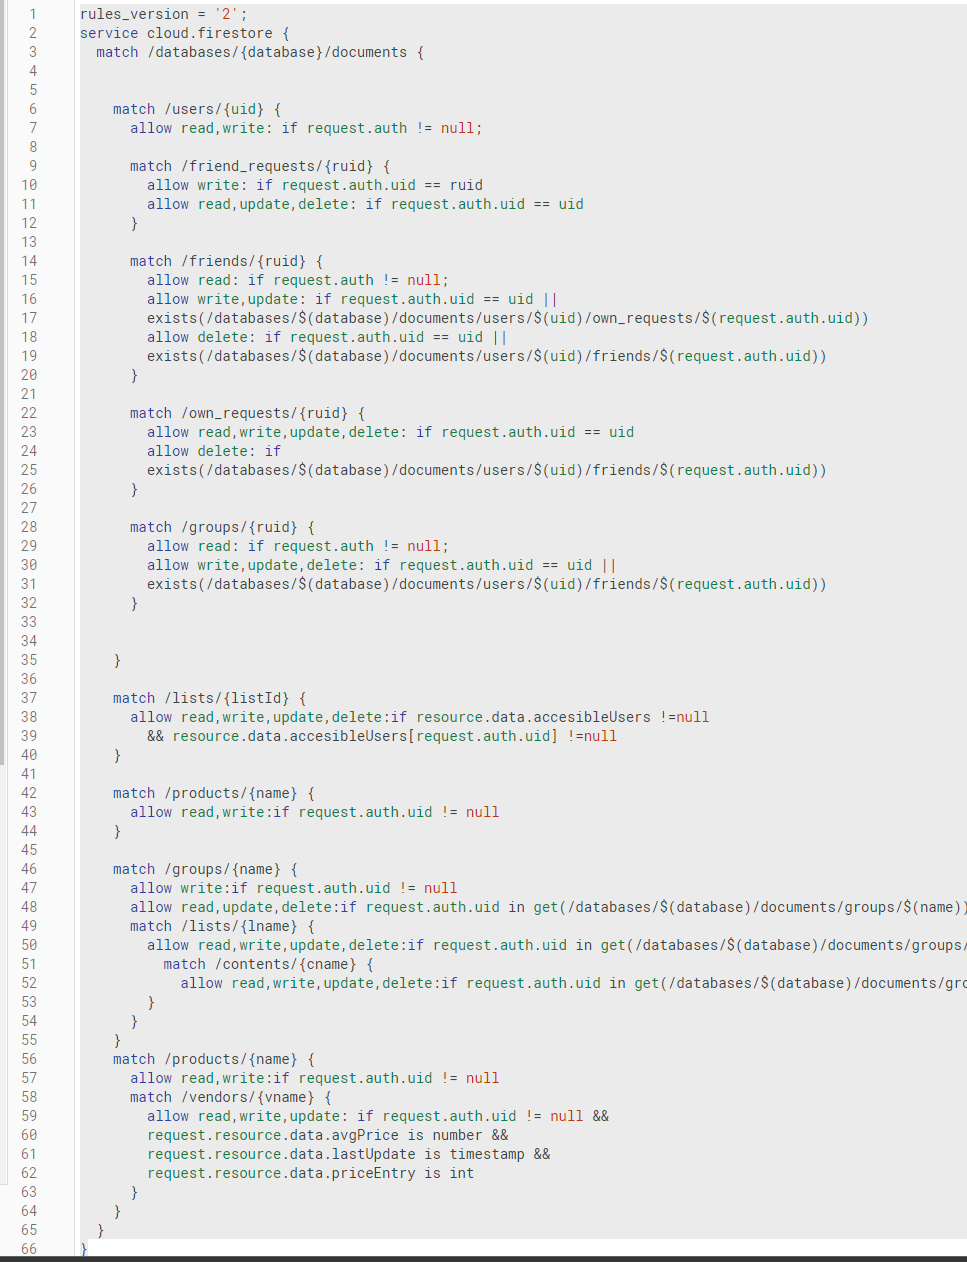 1 rules_version = '2';
2 service cloud.firestore {
3 match /databases/{database}/documents {
4
5
6 match /users/{uid} {
7 allow read,write: if request.auth != null;
8
9 match /friend_requests/{ruid} {
10 allow write: if request.auth.uid == ruid
11 allow read,update,delete: if request.auth.uid == uid
12 }
13
14 match /friends/{ruid} {
15 allow read: if request.auth != null;
16 allow write,update: if request.auth.uid == uid ||
17 exists(/databases/$(database)/documents/users/$(uid)/own_requests/$(request.auth.uid))
18 allow delete: if request.auth.uid == uid ||
19 exists(/databases/$(database)/documents/users/$(uid)/friends/$(request.auth.uid))
20 }
21
22 match /own_requests/{ruid} {
23 allow read,write,update,delete: if request.auth.uid == uid
24 allow delete: if
25 exists(/databases/$(database)/documents/users/$(uid)/friends/$(request.auth.uid))
26 }
27
28 match /groups/{ruid} {
29 allow read: if request.auth != null;
30 allow write,update,delete: if request.auth.uid == uid ||
31 exists(/databases/$(database)/documents/users/$(uid)/friends/$(request.auth.uid))
32 }
33
34
35 }
36
37 match /lists/{listId} {
38 allow read,write,update,delete:if resource.data.accesibleUsers !=null
39 && resource.data.accesibleUsers[request.auth.uid] !=null
40 }
41
42 match /products/{name} {
43 allow read,write:if request.auth.uid != null
44 }
45
46 match /groups/{name} {
47 allow write:if request.auth.uid != null
48 allow read,update,delete:if request.auth.uid in get(/databases/$(database)/documents/groups/$(name))
49 match /lists/{lname} {
50 allow read,write,update,delete:if request.auth.uid in get(/databases/$(database)/documents/groups/
51 match /contents/{cname} {
52 allow read,write,update,delete:if request.auth.uid in get(/databases/$(database)/documents/gro
53 }
54 }
55 }
56 match /products/{name} {
57 allow read,write:if request.auth.uid != null
58 match /vendors/{vname} {
59 allow read,write,update: if request.auth.uid != null &&
60 request.resource.data.avgPrice is number &&
61 request.resource.data.lastUpdate is timestamp &&
62 request.resource.data.priceEntry is int
63 }
64 }
65 }
66 }